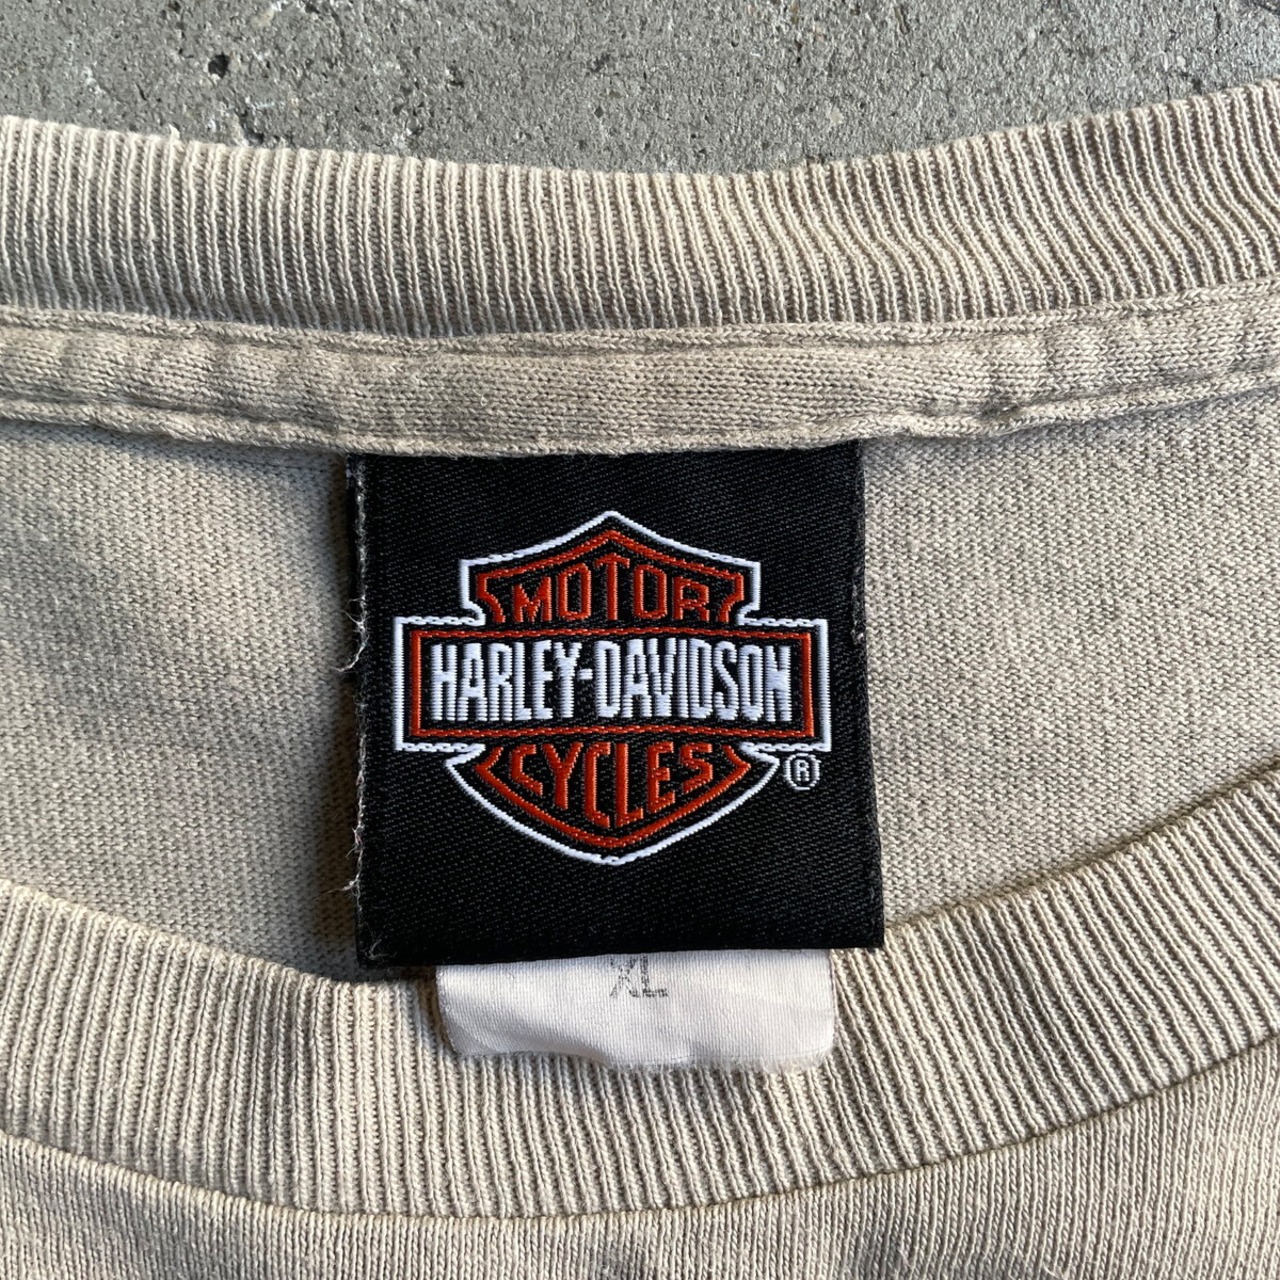 MOTOR
HARLEY-DAVIDSON
CYCLES
®
XL